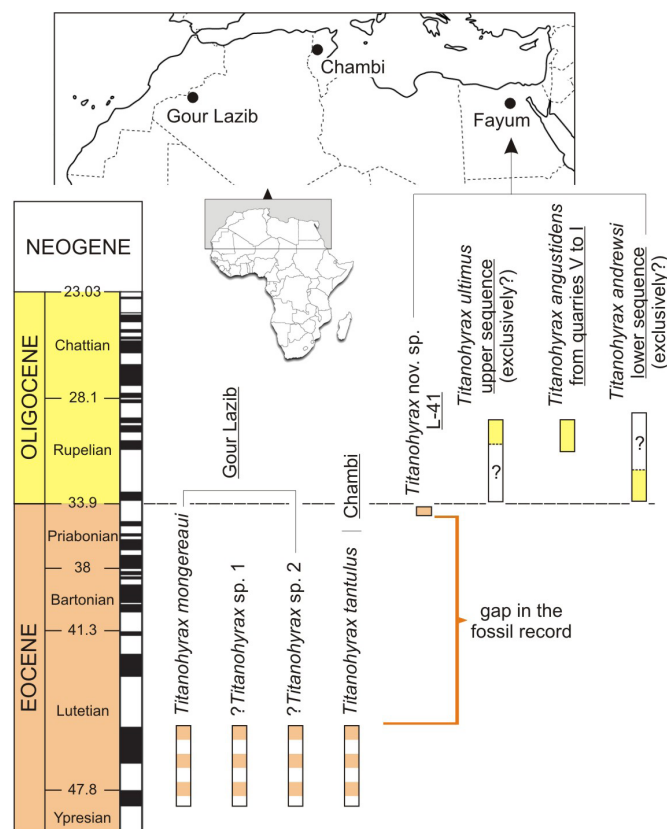 Chambi
Gour Lazib
Fayum
NEOGENE
23.03
Chattian
28.1
OLIGOCENE
Rupelian
33.9
Priabonian
38
Bartonian
41.3
EOCENE
Lutetian
47.8
Ypresian
Gour Lazib
Titanohyrax mongereaui
?Titanohyrax sp. 1
?Titanohyrax sp. 2
Chambi
Titanohyrax tantulus
Titanohyrax nov. sp.
L-41
Titanohyrax ultimus
upper sequence
(exclusively?)
?
Titanohyrax angustidens
from quarries V to I
Titanohyrax andrewsi
lower sequence
(exclusively?)
?
gap in the
fossil record